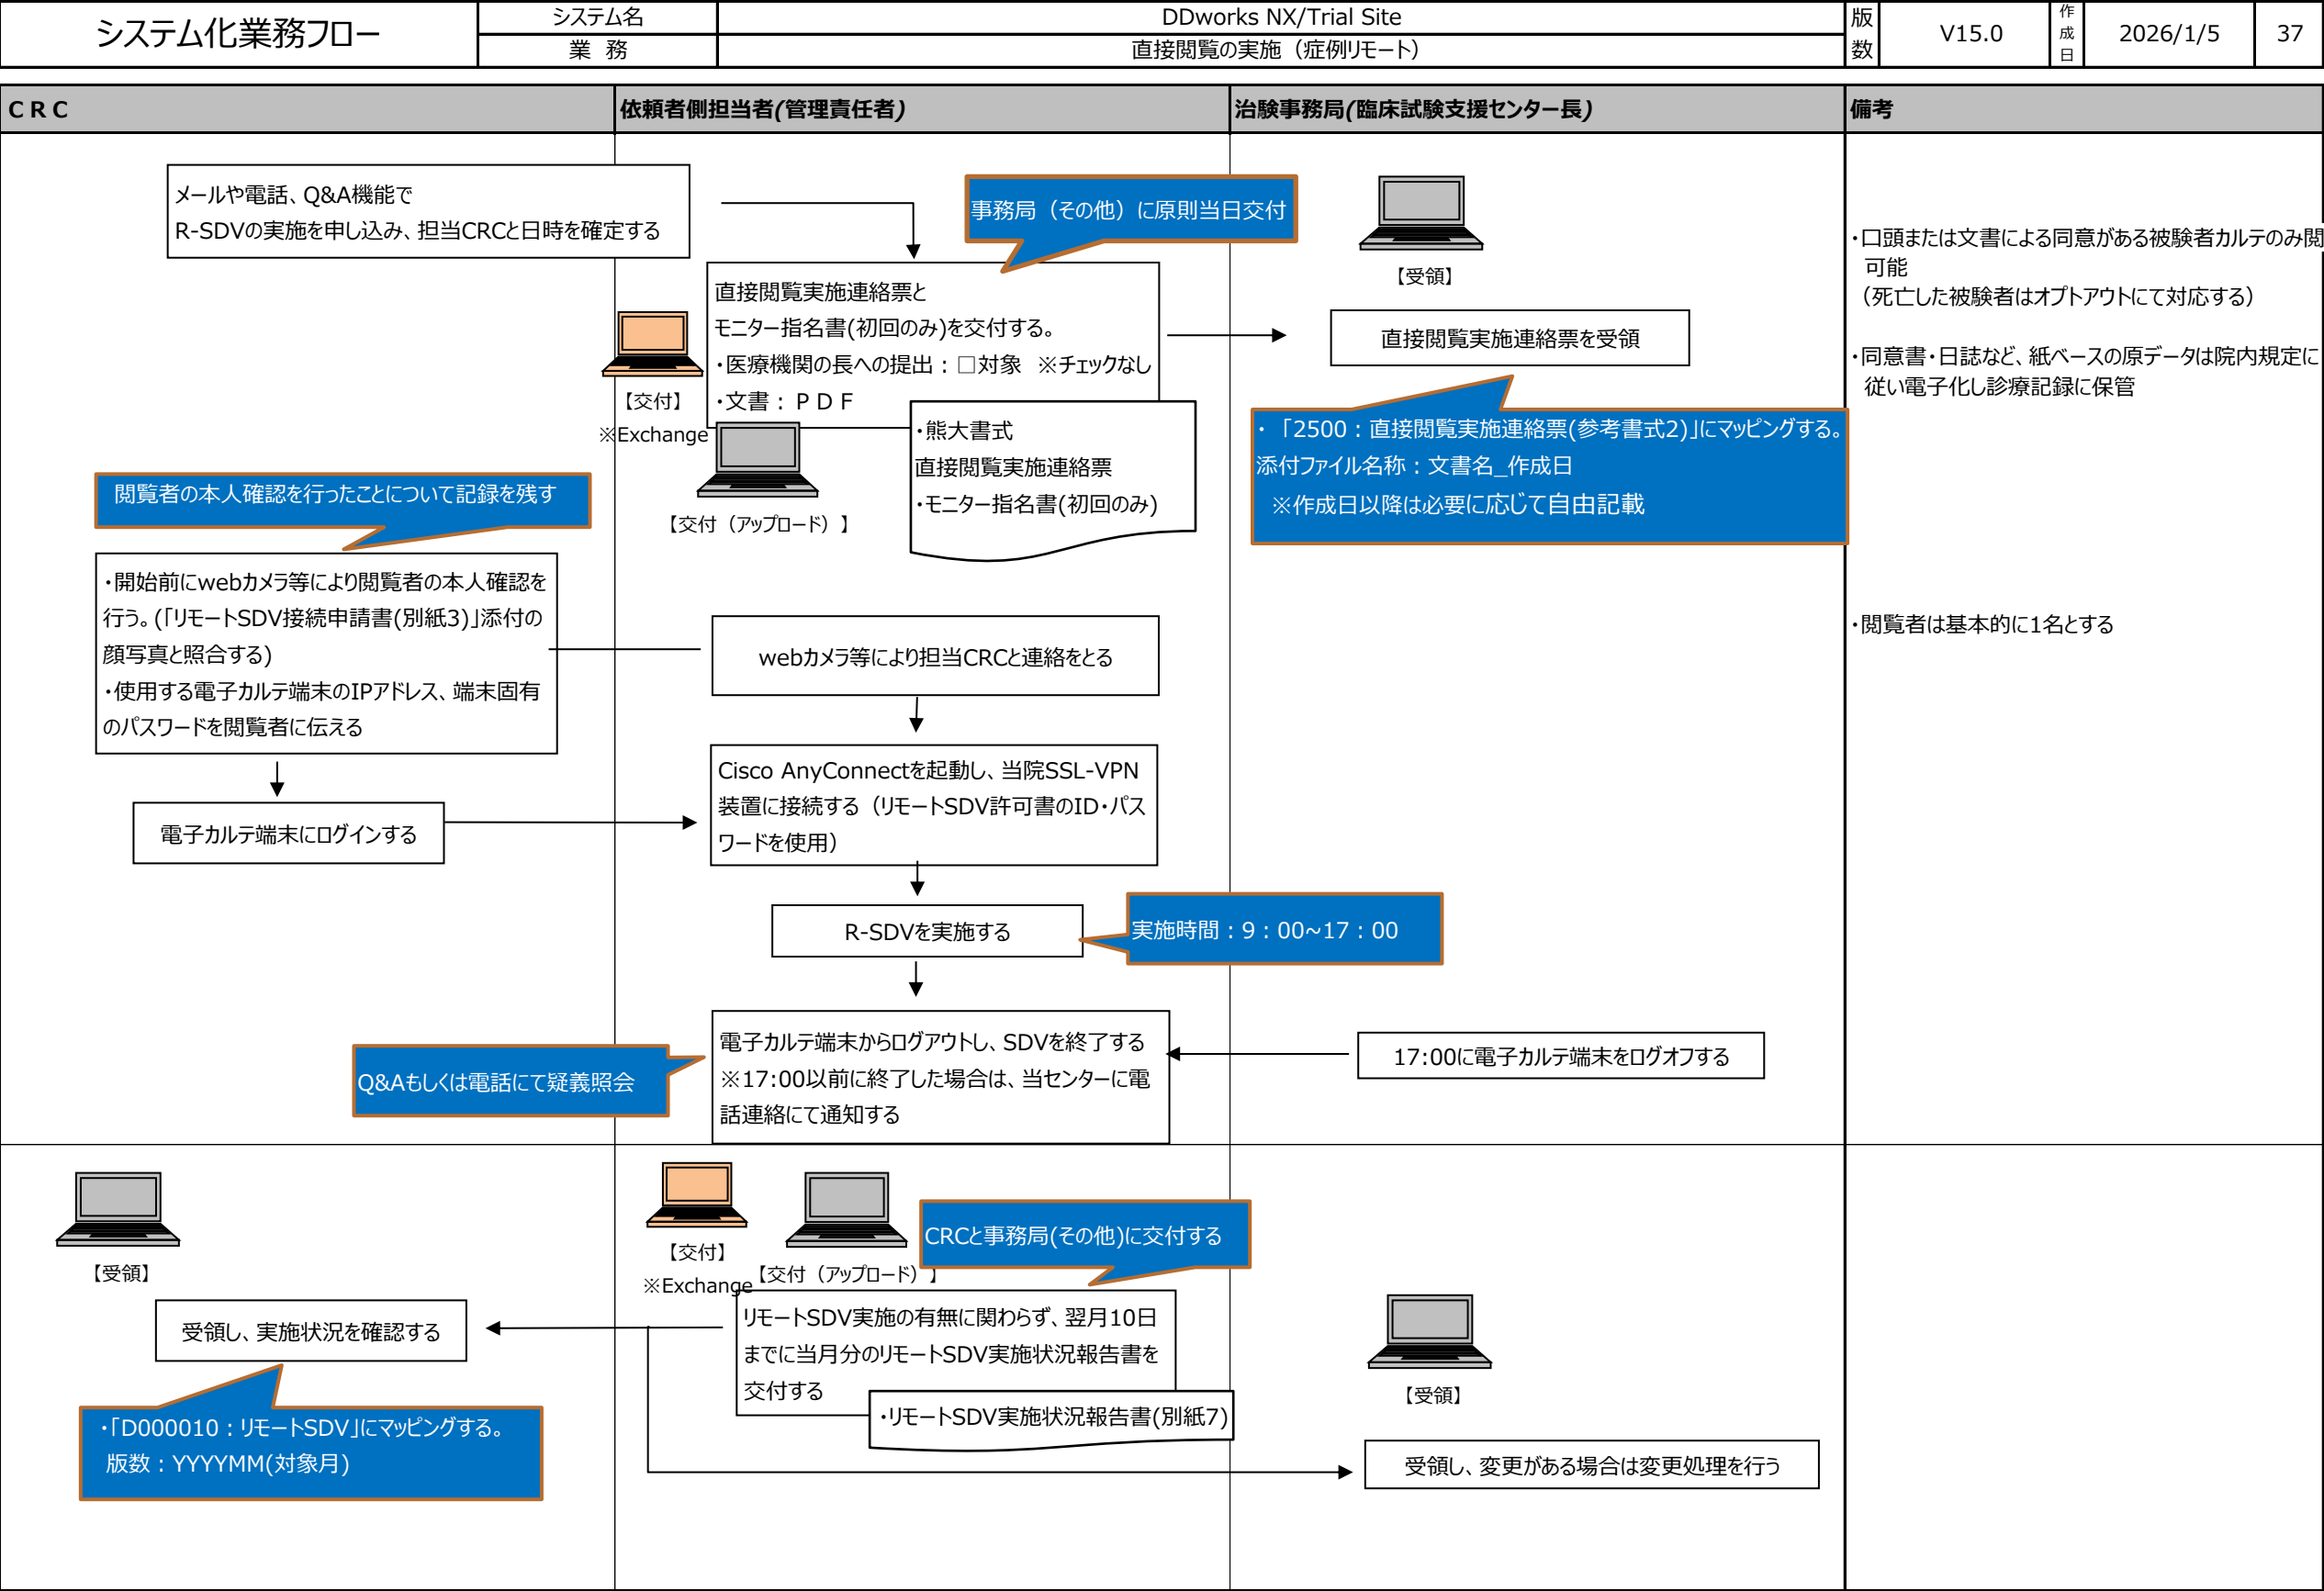 システム化業務フロー
システム名
DDworks NX/Trial Site
業 務
直接閲覧の実施（症例リモート）
版数
V15.0
作成日
2026/1/5
37
ＣＲＣ
依頼者側担当者(管理責任者)
治験事務局(臨床試験支援センター長)
備考
メールや電話、Q&A機能で
R-SDVの実施を申し込み、担当CRCと日時を確定する
事務局（その他）に原則当日交付
【受領】
直接閲覧実施連絡票と
モニター指名書(初回のみ)を交付する。
・医療機関の長への提出：□対象　※チェックなし
・文書：ＰＤＦ
【交付】
※Exchange
直接閲覧実施連絡票を受領
・熊大書式
直接閲覧実施連絡票
・モニター指名書(初回のみ)
【交付（アップロード）】
・「2500：直接閲覧実施連絡票(参考書式2)」にマッピングする。
添付ファイル名称：文書名_作成日
※作成日以降は必要に応じて自由記載
・口頭または文書による同意がある被験者カルテのみ閲
可能
（死亡した被験者はオプトアウトにて対応する）
・同意書・日誌など、紙ベースの原データは院内規定に
従い電子化し診療記録に保管
閲覧者の本人確認を行ったことについて記録を残す
・開始前にwebカメラ等により閲覧者の本人確認を
行う。(「リモートSDV接続申請書(別紙3)」添付の
顔写真と照合する)
・使用する電子カルテ端末のIPアドレス、端末固有
のパスワードを閲覧者に伝える
webカメラ等により担当CRCと連絡をとる
・閲覧者は基本的に1名とする
電子カルテ端末にログインする
Cisco AnyConnectを起動し、当院SSL-VPN
装置に接続する（リモートSDV許可書のID・パス
ワードを使用）
R-SDVを実施する
実施時間：9：00~17：00
電子カルテ端末からログアウトし、SDVを終了する
※17:00以前に終了した場合は、当センターに電
話連絡にて通知する
17:00に電子カルテ端末をログオフする
Q&Aもしくは電話にて疑義照会
【受領】
【交付】
※Exchange
【交付（アップロード）】
CRCと事務局(その他)に交付する
受領し、実施状況を確認する
リモートSDV実施の有無に関わらず、翌月10日
までに当月分のリモートSDV実施状況報告書を
交付する
・リモートSDV実施状況報告書(別紙7)
【受領】
・「D000010：リモートSDV」にマッピングする。
版数：YYYYMM(対象月)
受領し、変更がある場合は変更処理を行う